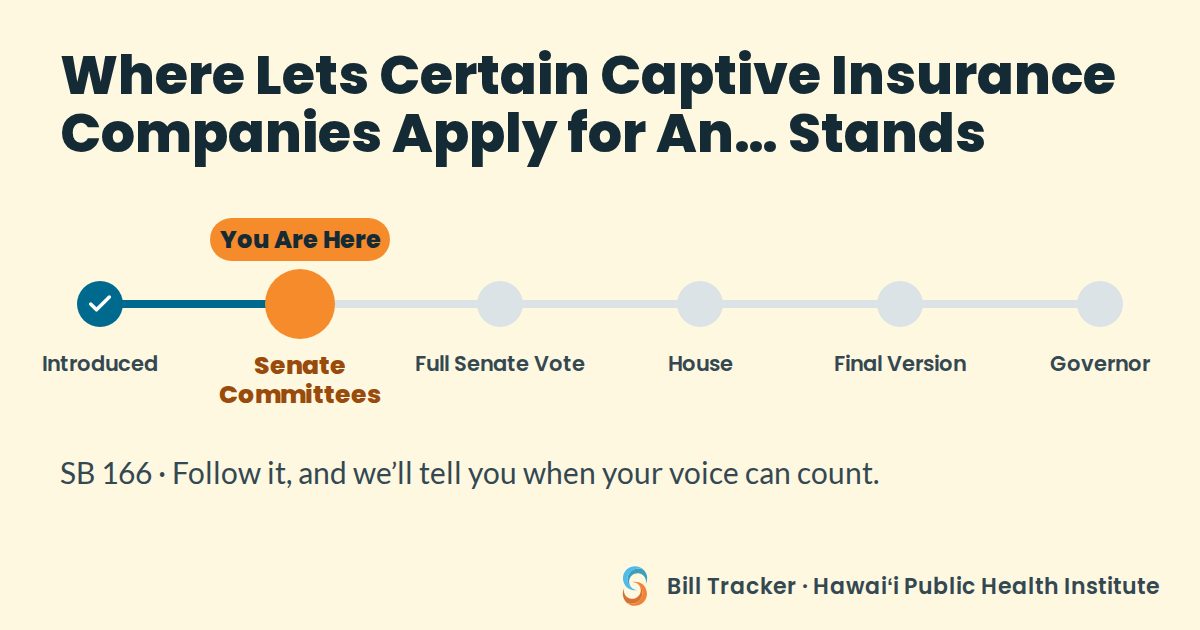 Where Lets Certain Captive Insurance
Companies Apply for An... Stands
You Are Here
Introduced
Senate
Committees
Full Senate Vote
House
Final Version
Governor
SB 166 · Follow it, and we’ll tell you when your voice can count.
Bill Tracker · Hawaiʻi Public Health Institute